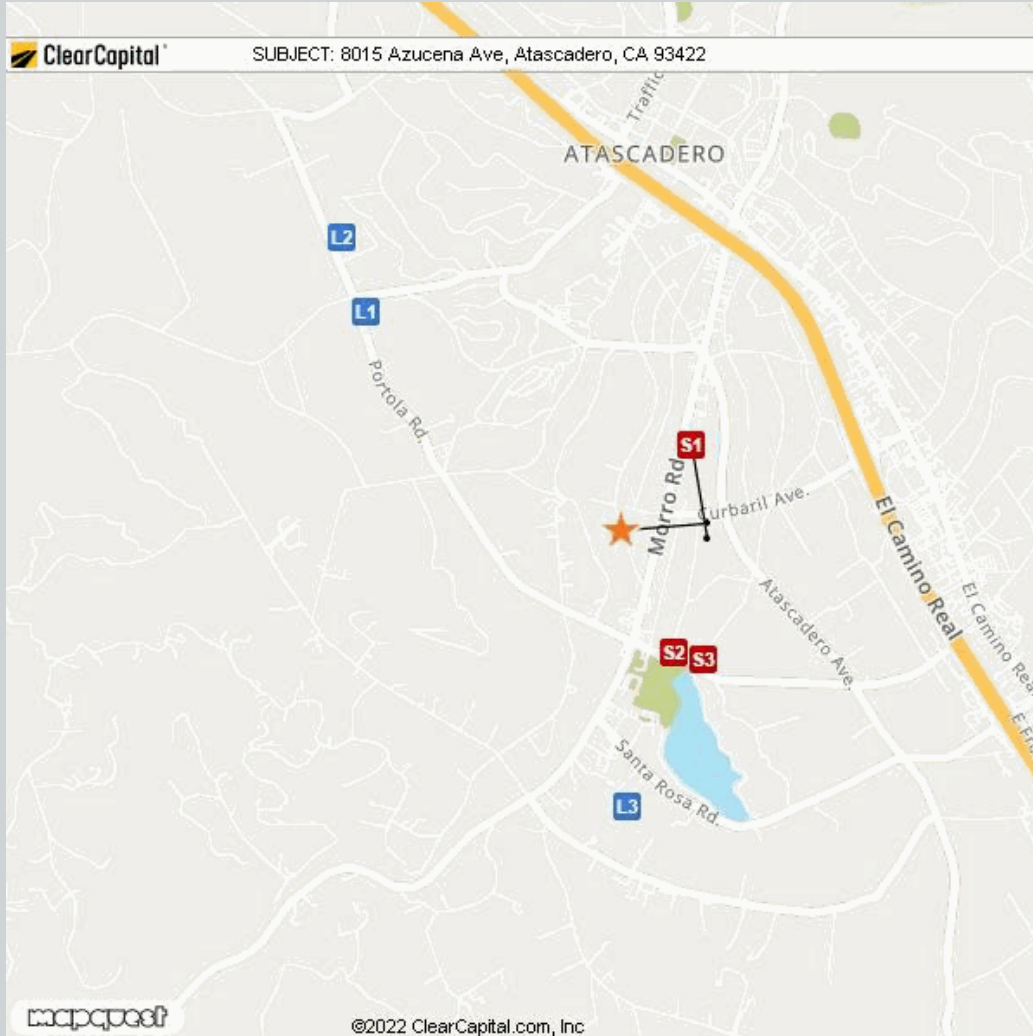 ClearCapital
SUBJECT: 8015 Azucena Ave, Atascadero, CA 93422
Traffic
ATASCADERO
L2
L1
Portola Rd.
S1
Morro Rd
Curbaril Ave.
El Camino Real
Atascadero Ave.
El Camino Rea
S2
S3
Santa Rosa Rd.
L3
mapquest
©2022 ClearCapital.com, Inc